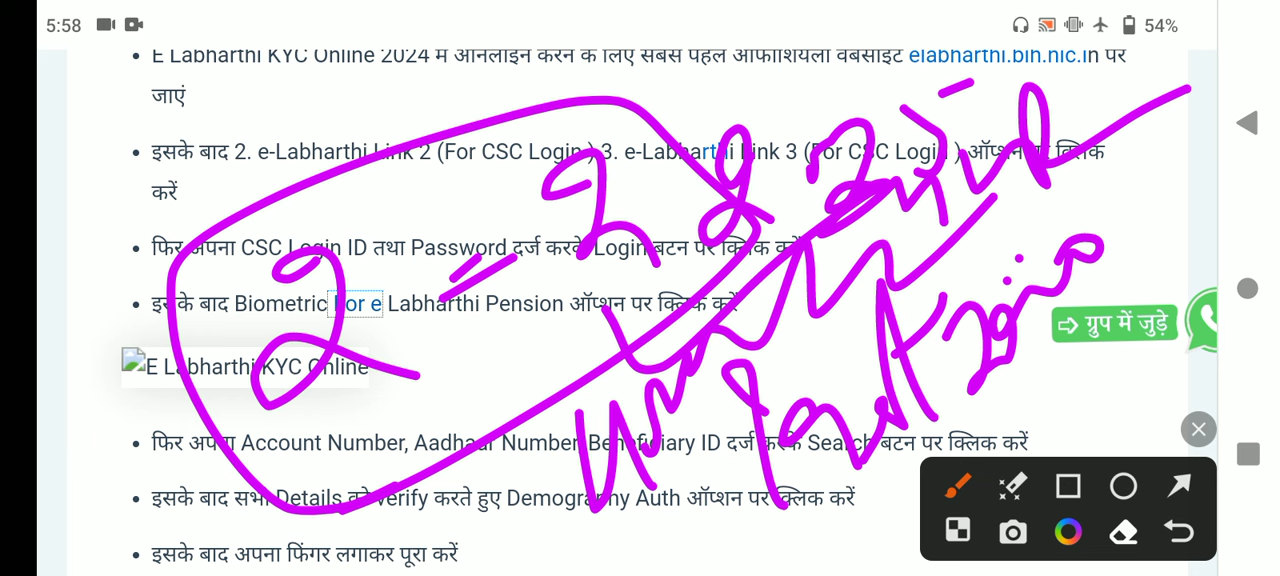 5:58 54%
E Labharthi KYC Online 2024 में ऑनलाइन करने के लिए सबसे पहले ऑफिशियली वेबसाइट elabharthi.bih.nic.in पर
जाएं
इसके बाद 2. e-Labharthi Link 2 (For CSC Login ) 3. e-Labharthi Link 3 (For CSC Login ) ऑप्शन पर क्लिक
करें
फिर अपना CSC Login ID तथा Password दर्ज करके Login बटन पर क्लिक करें
इसके बाद Biometric For e Labharthi Pension ऑप्शन पर क्लिक करें
ग्रुप में जुड़े
E Labharthi KYC Online
फिर अपना Account Number, Aadhaar Number, Beneficiary ID दर्ज करके Search बटन पर क्लिक करें
इसके बाद सभी Details को Verify करते हुए Demography Auth ऑप्शन पर क्लिक करें
इसके बाद अपना फिंगर लगाकर पूरा करें